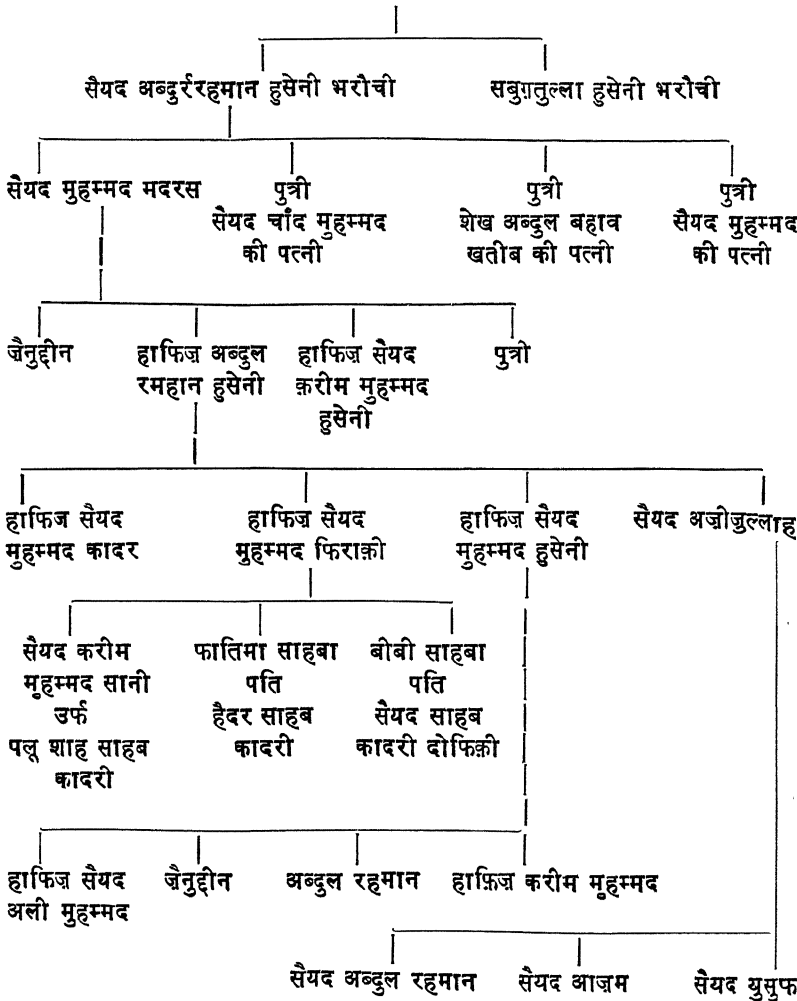 सैयद अब्दुर्ररहमान हुसेनी भरौची सबुग़तुल्ला हुसेनी भरौची
सैयद मुहम्मद मदरस पुत्री पुत्री पुत्री
सैयद चाँद मुहम्मद शेख अब्दुल बहाव सैयद मुहम्मद
की पत्नी खतीब की पत्नी की पत्नी
ज़ैनुद्दीन हाफिज़ अब्दुल हाफिज़ सैयद पुत्री
रमहान हुसेनी क़रीम मुहम्मद
हुसेनी
हाफिज सैयद हाफिज़ सैयद हाफिज़ सैयद सैयद अज़ीज़ुल्लाह
मुहम्मद कादर मुहम्मद फिराक़ी मुहम्मद हुसेनी
सैयद करीम फातिमा साहबा बीबी साहबा
मुहम्मद सानी पति पति
उर्फ हैदर साहब सैयद साहब
पलू शाह साहब कादरी कादरी दोफिक़ी
कादरी
हाफिज़ सैयद ज़ैनुद्दीन अब्दुल रहमान हाफ़िज़ करीम मुहम्मद
अली मुहम्मद
सैयद अब्दुल रहमान सैयद आज़म सैयद युसुफ